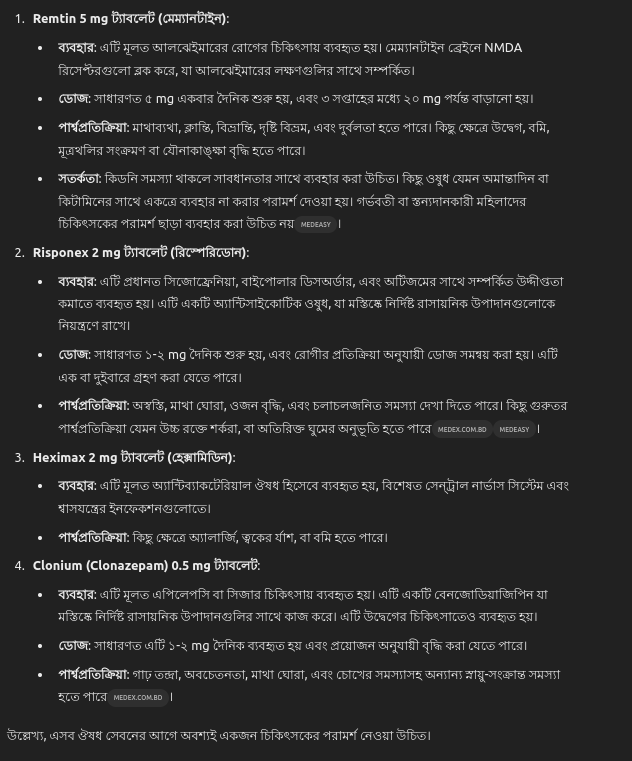 1. Remtin 5 mg ট্যাবলেট (মেম্যানটাইন):
• ব্যবহার: এটি মূলত আলঝেইমারের রোগের চিকিৎসায় ব্যবহৃত হয়। মেম্যানটাইন ব্রেইনে NMDA
রিসেপ্টরগুলো ব্লক করে, যা আলঝেইমারের লক্ষণগুলির সাথে সম্পর্কিত।
• ডোজ: সাধারণত ৫ mg একবার দৈনিক শুরু হয়, এবং ৩ সপ্তাহের মধ্যে ২০ mg পর্যন্ত বাড়ানো হয়।
• পার্শ্বপ্রতিক্রিয়া: মাথাব্যথা, ক্লান্তি, বিভ্রান্তি, দৃষ্টি বিভ্রম, এবং দুর্বলতা হতে পারে। কিছু ক্ষেত্রে উদ্বেগ, বমি,
মূত্রথলির সংক্রমণ বা যৌনাকাঙ্ক্ষা বৃদ্ধি হতে পারে।
• সতর্কতা: কিডনি সমস্যা থাকলে সাবধানতার সাথে ব্যবহার করা উচিত। কিছু ওষুধ যেমন অমান্তাদিন বা
কিটামিনের সাথে একত্রে ব্যবহার না করার পরামর্শ দেওয়া হয়। গর্ভবতী বা স্তন্যদানকারী মহিলাদের
চিকিৎসকের পরামর্শ ছাড়া ব্যবহার করা উচিত নয় MEDEASY ।
2. Risponex 2 mg ট্যাবলেট (রিস্পেরিডোন):
• ব্যবহার: এটি প্রধানত সিজোফ্রেনিয়া, বাইপোলার ডিসঅর্ডার, এবং অটিজমের সাথে সম্পর্কিত উদ্দীপ্ততা
কমাতে ব্যবহৃত হয়। এটি একটি অ্যান্টিসাইকোটিক ওষুধ, যা মস্তিষ্কে নির্দিষ্ট রাসায়নিক উপাদানগুলোকে
নিয়ন্ত্রণে রাখে।
• ডোজ: সাধারণত ১-২ mg দৈনিক শুরু হয়, এবং রোগীর প্রতিক্রিয়া অনুযায়ী ডোজ সমন্বয় করা হয়। এটি
এক বা দুইবারে গ্রহণ করা যেতে পারে।
• পার্শ্বপ্রতিক্রিয়া: অস্বস্তি, মাথা ঘোরা, ওজন বৃদ্ধি, এবং চলাচলজনিত সমস্যা দেখা দিতে পারে। কিছু গুরুতর
পার্শ্বপ্রতিক্রিয়া যেমন উচ্চ রক্তে শর্করা, বা অতিরিক্ত ঘুমের অনুভূতি হতে পারে MEDEX.COM.BD MEDEASY ।
3. Heximax 2 mg ট্যাবলেট (হেক্সামিডিন):
• ব্যবহার: এটি মূলত অ্যান্টিব্যাকটেরিয়াল ঔষধ হিসেবে ব্যবহৃত হয়, বিশেষত সেন্ট্রাল নার্ভাস সিস্টেম এবং
শ্বাসযন্ত্রের ইনফেকশনগুলোতে।
• পার্শ্বপ্রতিক্রিয়া: কিছু ক্ষেত্রে অ্যালার্জি, ত্বকের র্যাশ, বা বমি হতে পারে।
4. Clonium (Clonazepam) 0.5 mg ট্যাবলেট:
• ব্যবহার: এটি মূলত এপিলেপসি বা সিজার চিকিৎসায় ব্যবহৃত হয়। এটি একটি বেনজোডিয়াজিপিন যা
মস্তিষ্কে নির্দিষ্ট রাসায়নিক উপাদানগুলির সাথে কাজ করে। এটি উদ্বেগের চিকিৎসাতেও ব্যবহৃত হয়।
• ডোজ: সাধারণত এটি ১-২ mg দৈনিক ব্যবহৃত হয় এবং প্রয়োজন অনুযায়ী বৃদ্ধি করা যেতে পারে।
• পার্শ্বপ্রতিক্রিয়া: গাঢ় তন্দ্রা, অবচেতনতা, মাথা ঘোরা, এবং চোখের সমস্যাসহ অন্যান্য স্নায়ু-সংক্রান্ত সমস্যা
হতে পারে MEDEX.COM.BD ।
উল্লেখ্য, এসব ঔষধ সেবনের আগে অবশ্যই একজন চিকিৎসকের পরামর্শ নেওয়া উচিত।